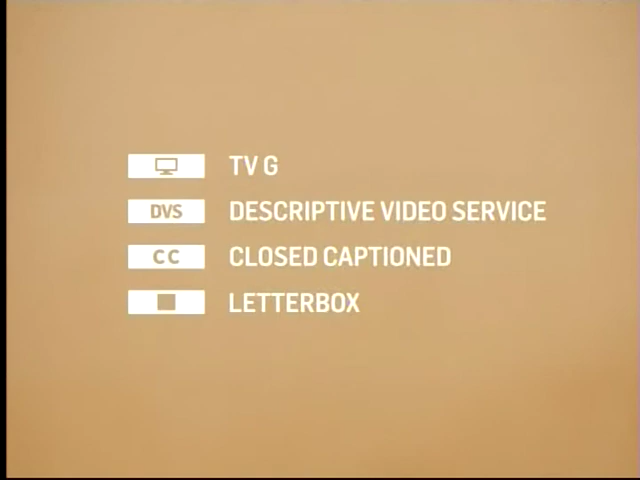 TV G
DVS DESCRIPTIVE VIDEO SERVICE
CC CLOSED CAPTIONED
LETTERBOX